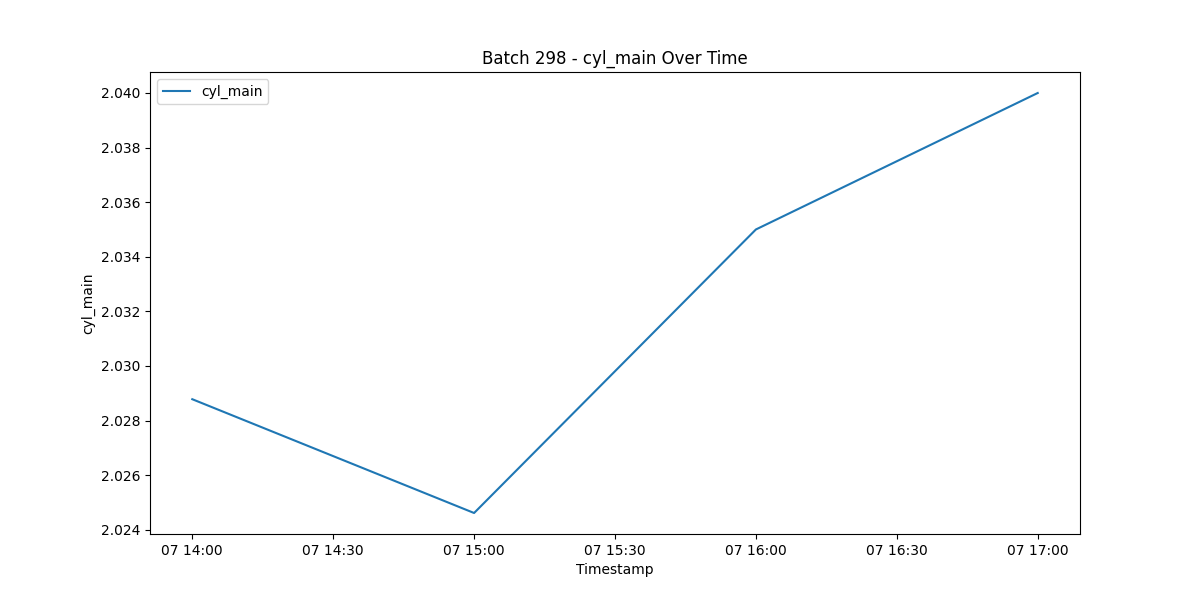 Batch 298 - cyl_main Over Time
cyl_main
2.040
2.038
2.036
2.034
2.032
2.030
2.028
2.026
2.024
cyl_main
07 14:00 07 14:30 07 15:00 07 15:30 07 16:00 07 16:30 07 17:00
Timestamp